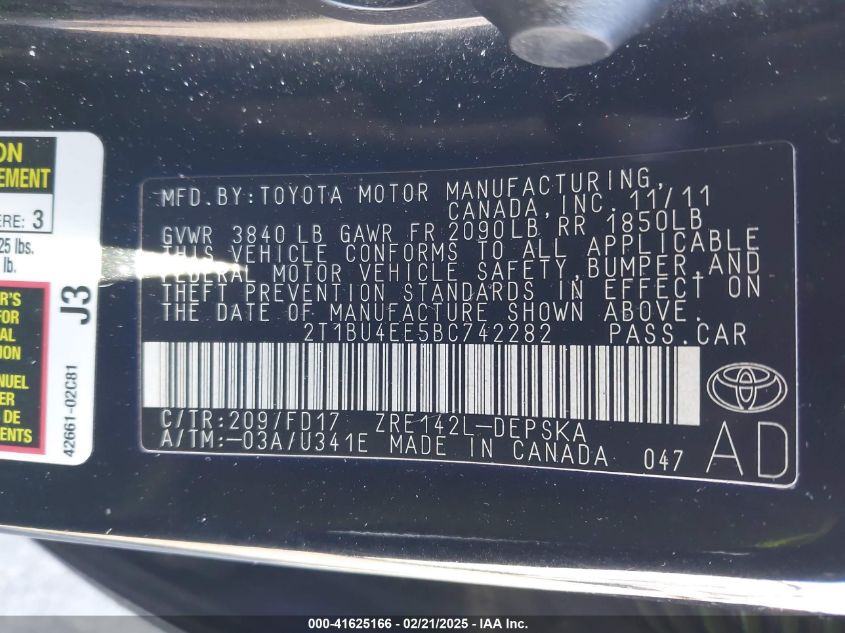 ON
EMENT
ERE: 3
25 lbs.
lb.
R'S
FOR
AL
TION
NUEL
R DE
ENTS
J3
42661-02C81
MFD.BY:TOYOTA MOTOR MANUFACTURING,
CANADA,INC. 11/11
GVWR 3840 LB GAWR FR 2090LB RR 1850LB
THIS VEHICLE CONFORMS TO ALL APPLICABLE
FEDERAL MOTOR VEHICLE SAFETY,BUMPER,AND
THEFT PREVENTION STANDARDS IN EFFECT ON
THE DATE OF MANUFACTURE SHOWN ABOVE.
2T1BU4EE5BC742282 PASS.CAR
C/TR:209/FD17 ZRE142L-DEPSKA
A/TM:-03A/U341E MADE IN CANADA 047 AD
000-41625166 - 02/21/2025 - IAA Inc.